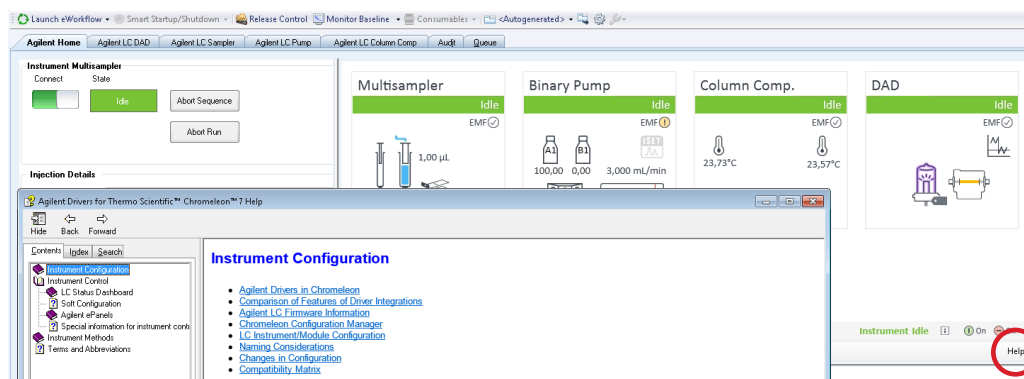 Launch eWorkflow Smart Startup/Shutdown Release Control Monitor Baseline Consumables <Autogenerated>
Agilent Home Agilent LC DAD Agilent LC Sampler Agilent LC Pump Agilent LC Column Comp Audit Queue
Instrument Multisampler
Connect State
Idle
Abort Sequence
Abort Run
Injection Details
Multisampler
Idle
EMF
1,00 µL
Binary Pump
Idle
EMF
A1 B1 ISET
100,00 0,00 3,000 mL/min
Column Comp.
Idle
EMF
23,73°C 23,57°C
DAD
Idle
EMF
Agilent Drivers for Thermo Scientific™ Chromeleon™ 7 Help
Hide Back Forward
Contents Index Search
Instrument Configuration
Instrument Control
LC Status Dashboard
Soft Configuration
Agilent ePanels
Special information for instrument contr
Instrument Methods
Terms and Abbreviations
Instrument Configuration
Agilent Drivers in Chromeleon
Comparison of Features of Driver Integrations
Agilent LC Firmware Information
Chromeleon Configuration Manager
LC Instrument/Module Configuration
Naming Considerations
Changes in Configuration
Compatibility Matrix
Instrument Idle On
Help